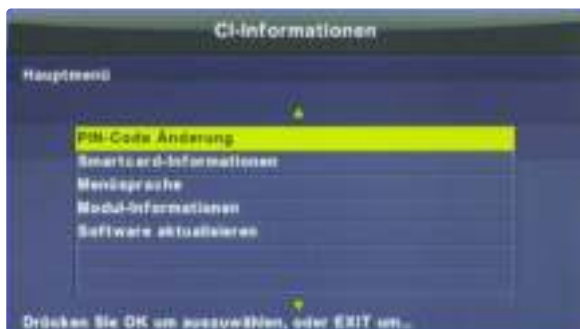 CI-Informationen
Hauptmenü
PIN-Code Änderung
Smartcard-Informationen
Menüsprache
Modul-Informationen
Software aktualisieren
Drücken Sie OK um auszuwählen, oder EXIT um...